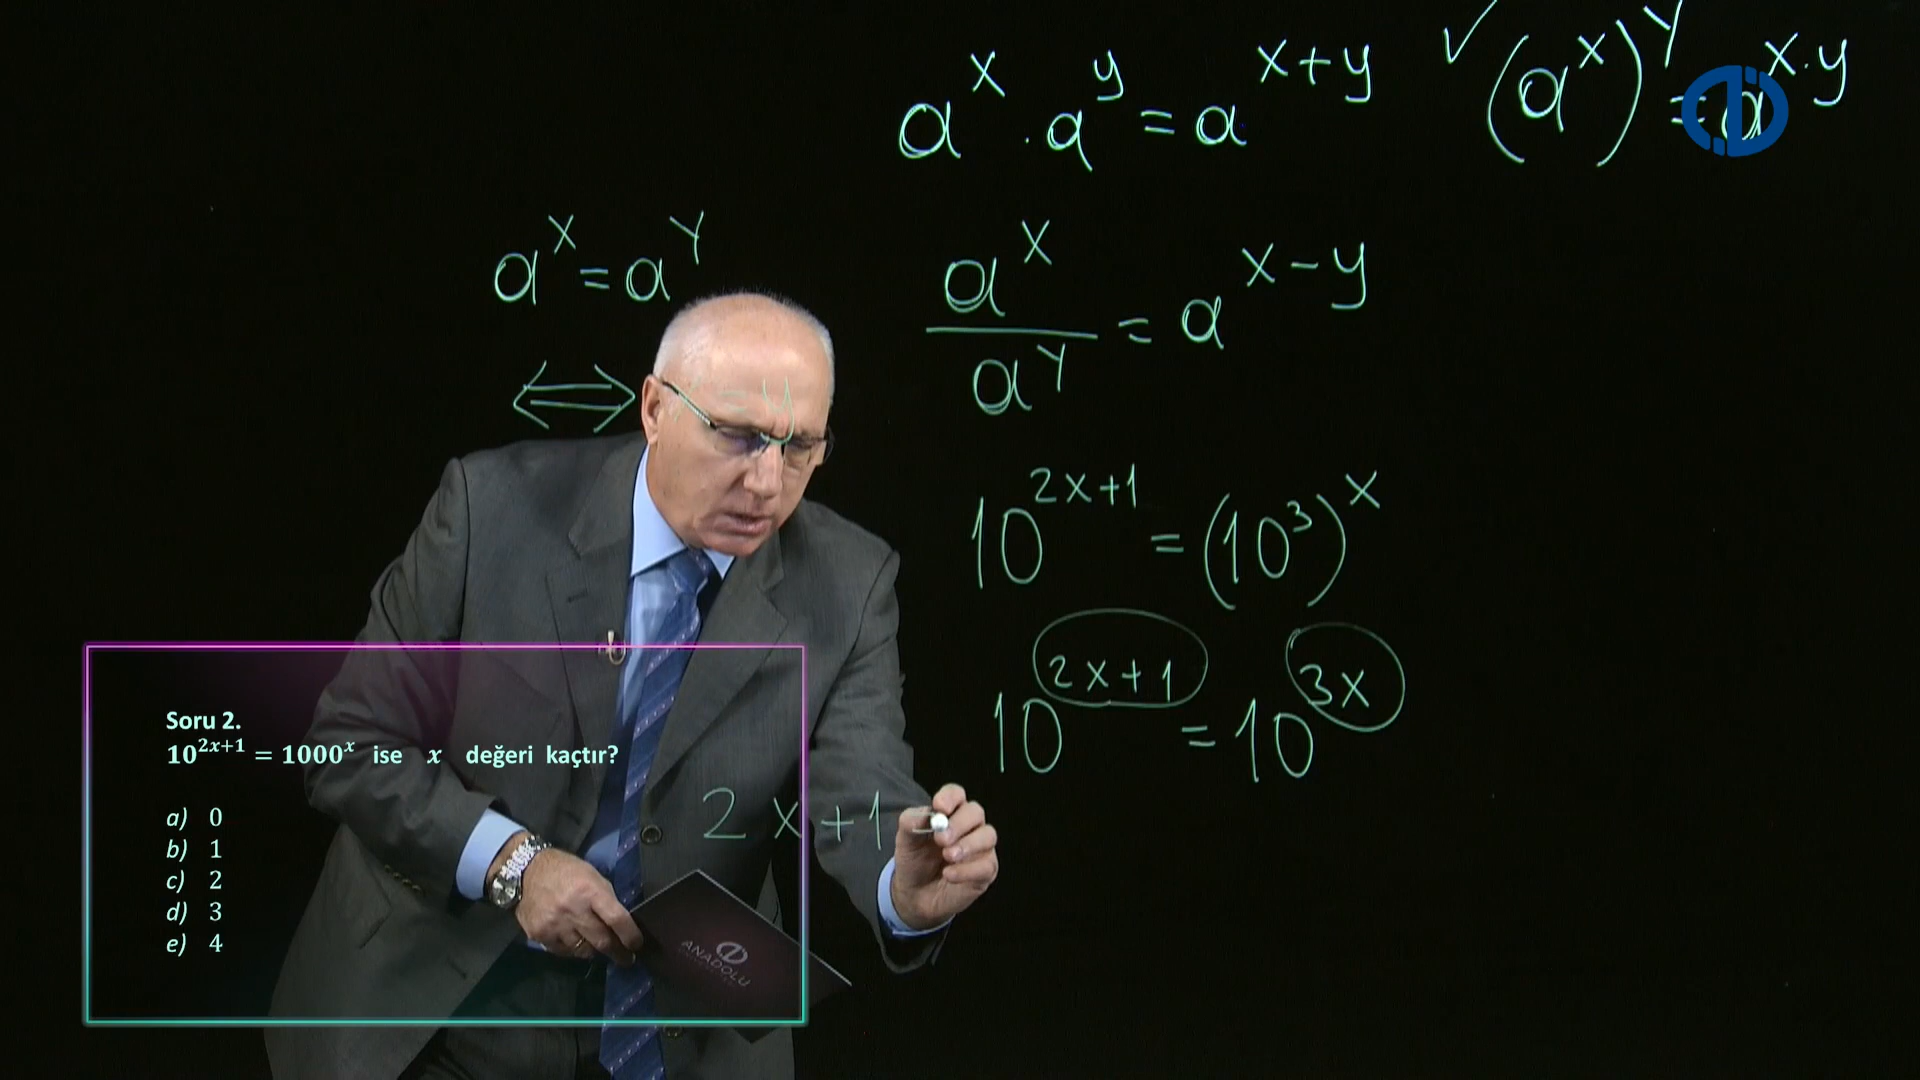 a^x . a^y = a^(x+y) ✓ (a^x)^y = a^(x.y)
a^x = a^y
a^x / a^y = a^(x-y)
⇔ = y
10^(2x+1) = (10^3)^x
10^(2x+1) = 10^(3x)
2x+1 =
Soru 2.
10^(2x+1) = 1000^x ise x değeri kaçtır?
a) 0
b) 1
c) 2
d) 3
e) 4
ANADOLU